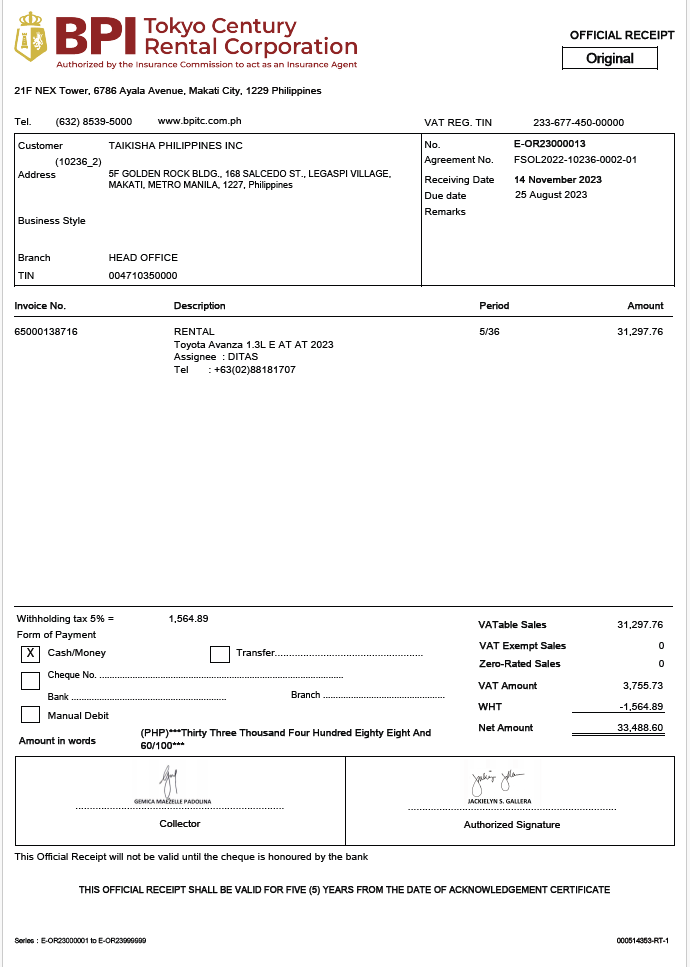 BPI Tokyo Century
Rental Corporation
Authorized by the Insurance Commission to act as an Insurance Agent
OFFICIAL RECEIPT
Original
21F NEX Tower, 6786 Ayala Avenue, Makati City, 1229 Philippines
Tel. (632) 8539-5000 www.bpitc.com.ph
VAT REG. TIN 233-677-450-00000
Customer TAIKISHA PHILIPPINES INC
(10236_2)
Address 5F GOLDEN ROCK BLDG., 168 SALCEDO ST., LEGASPI VILLAGE,
MAKATI, METRO MANILA, 1227, Philippines
Business Style
Branch HEAD OFFICE
TIN 004710350000
No. E-OR23000013
Agreement No. FSOL2022-10236-0002-01
Receiving Date 14 November 2023
Due date 25 August 2023
Remarks
Invoice No. Description Period Amount
65000138716 RENTAL 5/36 31,297.76
Toyota Avanza 1.3L E AT AT 2023
Assignee : DITAS
Tel : +63(02)88181707
Withholding tax 5% = 1,564.89
Form of Payment
X Cash/Money Transfer.....................................................
Cheque No. ....................................................................................
Bank ..................................................... Branch ....................................................
Manual Debit
Amount in words (PHP)***Thirty Three Thousand Four Hundred Eighty Eight And
60/100***
VATable Sales 31,297.76
VAT Exempt Sales 0
Zero-Rated Sales 0
VAT Amount 3,755.73
WHT -1,564.89
Net Amount 33,488.60
GEMICA MAEZELLE PADOLINA
Collector
JACKIELYN S. GALLERA
Authorized Signature
This Official Receipt will not be valid until the cheque is honoured by the bank
THIS OFFICIAL RECEIPT SHALL BE VALID FOR FIVE (5) YEARS FROM THE DATE OF ACKNOWLEDGEMENT CERTIFICATE
Series : E-OR23000001 to E-OR23999999
000514353-RT-1